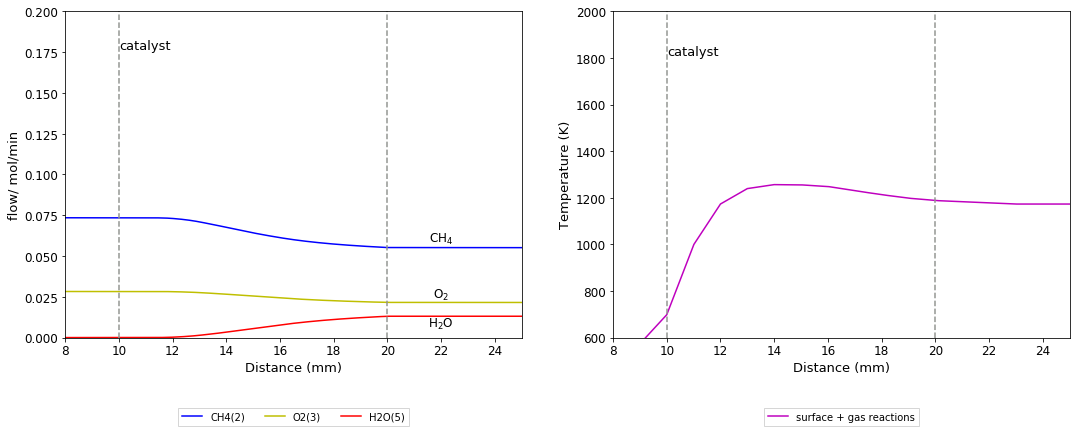 0.200
0.175
0.150
0.125
0.100
0.075
0.050
0.025
0.000
flow/ mol/min
catalyst
CH₄
O₂
H₂O
8 10 12 14 16 18 20 22 24
Distance (mm)
CH4(2) O2(3) H2O(5)
2000
1800
1600
1400
1200
1000
800
600
Temperature (K)
catalyst
8 10 12 14 16 18 20 22 24
Distance (mm)
surface + gas reactions